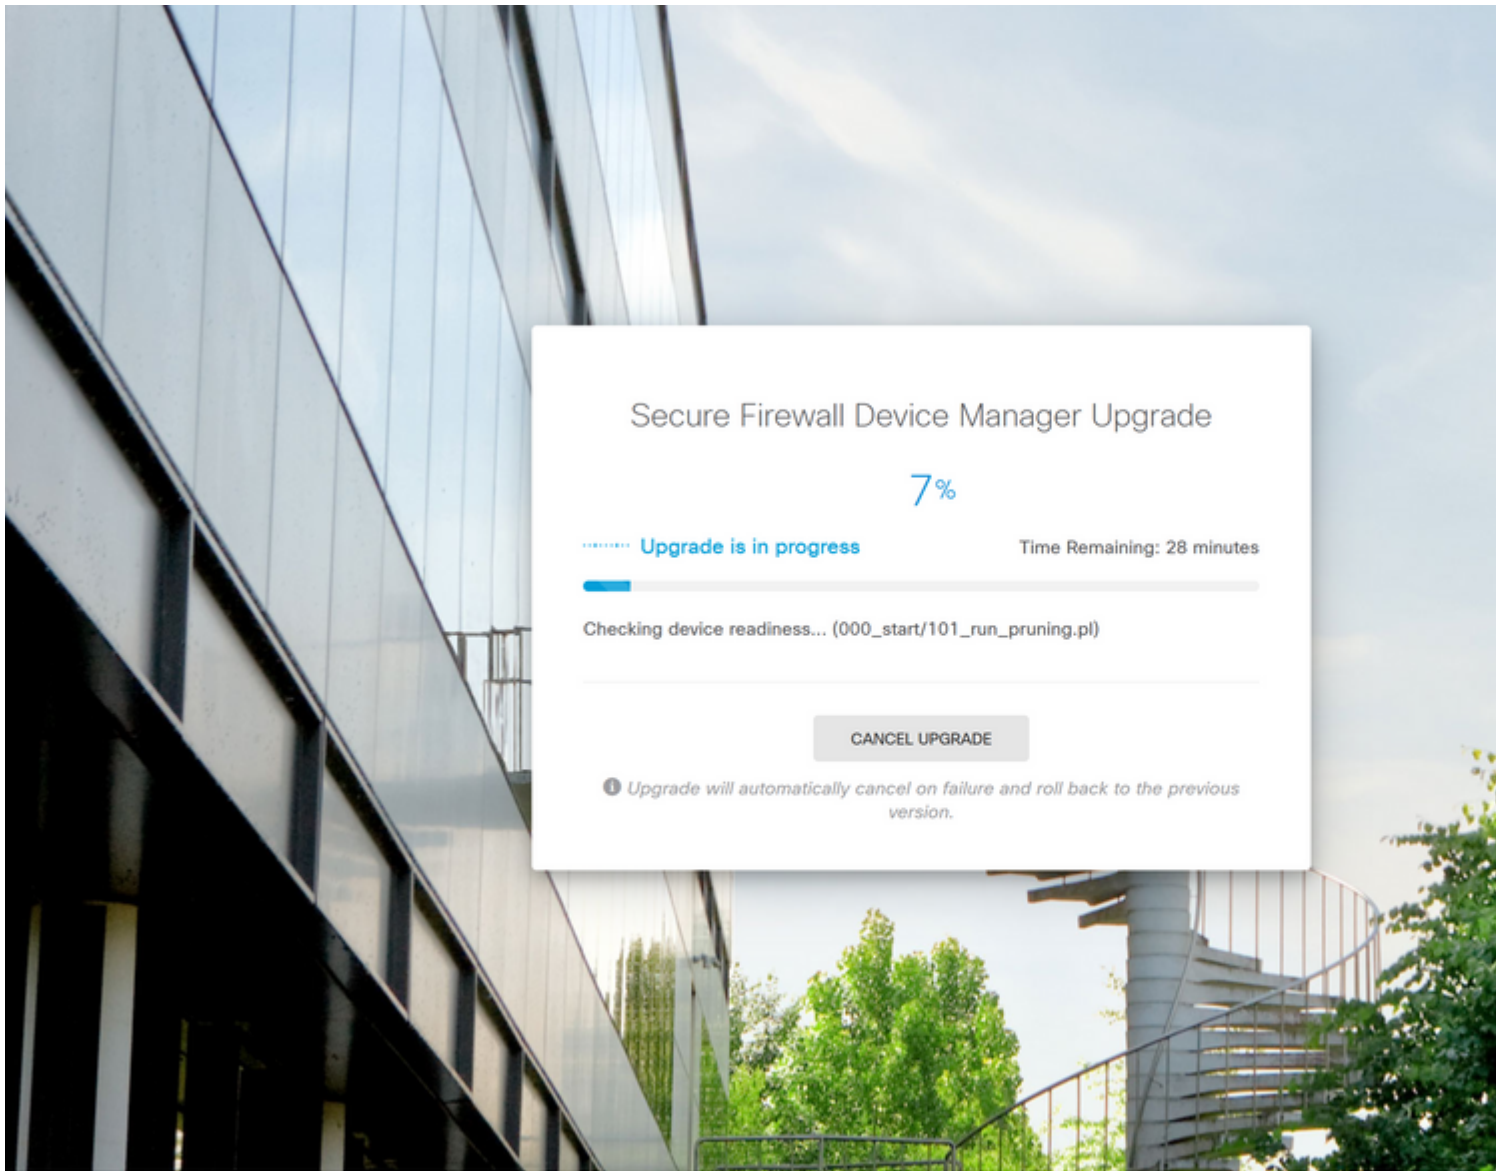 Secure Firewall Device Manager Upgrade
7%
Upgrade is in progress
Time Remaining: 28 minutes
Checking device readiness... (000_start/101_run_pruning.pl)
CANCEL UPGRADE
Upgrade will automatically cancel on failure and roll back to the previous
version.